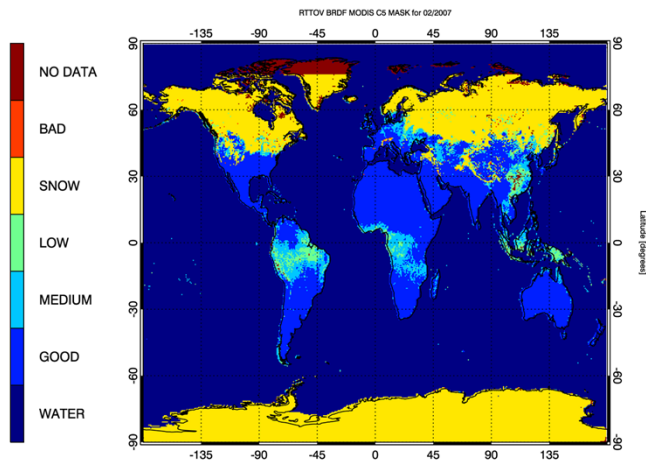 RTTOV BRDF MODIS C5 MASK for 02/2007
-135 -90 -45 0 45 90 135
90 90
NO DATA
BAD
60 60
SNOW
30 30
LOW
0 0
Latitude [degrees]
MEDIUM
-30 -30
GOOD
-60 -60
WATER
-90 -90
-135 -90 -45 0 45 90 135